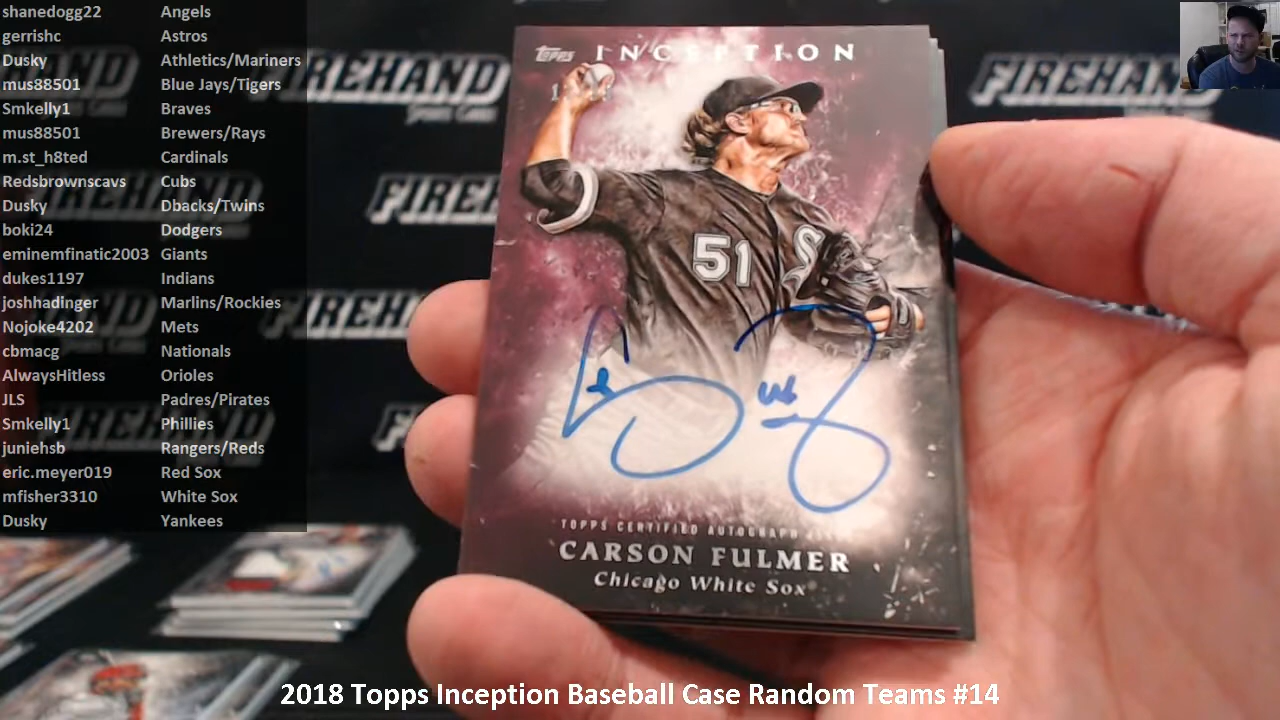 shanedogg22 Angels
gerrishc Astros
Dusky Athletics/Mariners
mus88501 Blue Jays/Tigers
Smkelly1 Braves
mus88501 Brewers/Rays
m.st_h8ted Cardinals
Redsbrownscavs Cubs
Dusky Dbacks/Twins
boki24 Dodgers
eminemfinatic2003 Giants
dukes1197 Indians
joshhadinger Marlins/Rockies
Nojoke4202 Mets
cbmacg Nationals
AlwaysHitless Orioles
JLS Padres/Pirates
Smkelly1 Phillies
juniehsb Rangers/Reds
eric.meyer019 Red Sox
mfisher3310 White Sox
Dusky Yankees
FIREHAND
FIREHAND
TOPPS INCEPTION
51
TOPPS CERTIFIED AUTOGRAPH
CARSON FULMER
Chicago White Sox
2018 Topps Inception Baseball Case Random Teams #14